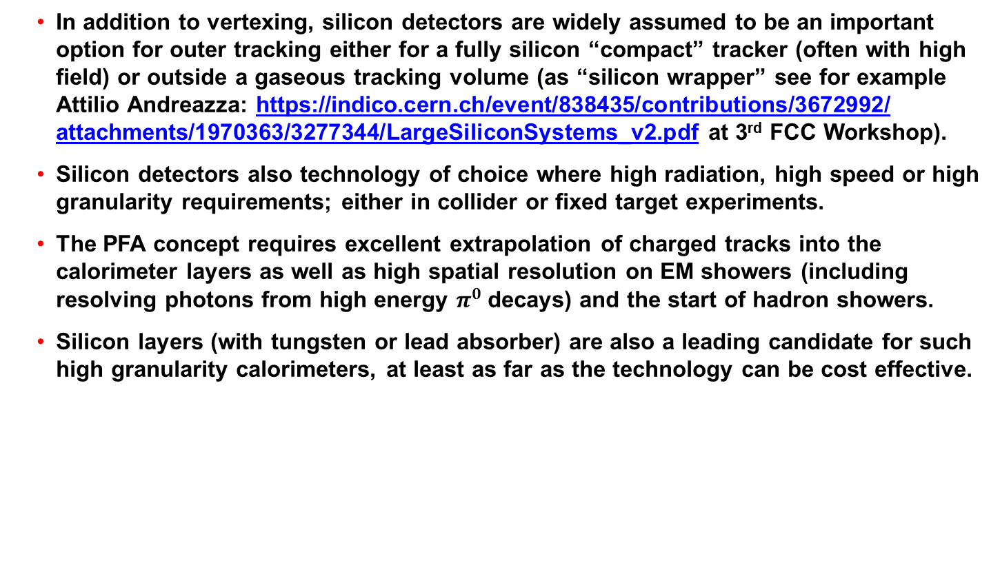 • In addition to vertexing, silicon detectors are widely assumed to be an important
option for outer tracking either for a fully silicon “compact” tracker (often with high
field) or outside a gaseous tracking volume (as “silicon wrapper” see for example
Attilio Andreazza: https://indico.cern.ch/event/838435/contributions/3672992/
attachments/1970363/3277344/LargeSiliconSystems_v2.pdf at 3rd FCC Workshop).
• Silicon detectors also technology of choice where high radiation, high speed or high
granularity requirements; either in collider or fixed target experiments.
• The PFA concept requires excellent extrapolation of charged tracks into the
calorimeter layers as well as high spatial resolution on EM showers (including
resolving photons from high energy π⁰ decays) and the start of hadron showers.
• Silicon layers (with tungsten or lead absorber) are also a leading candidate for such
high granularity calorimeters, at least as far as the technology can be cost effective.